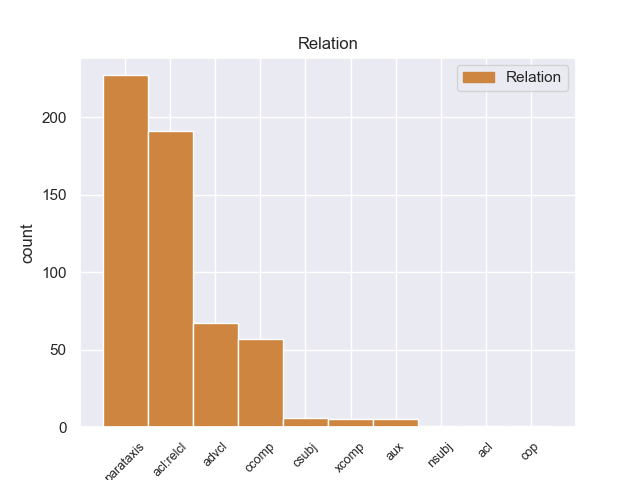 Relation
Relation
count
200
150
100
50
0
parataxis
acl:relcl
advcl
ccomp
csubj
xcomp
aux
nsubj
acl
cop